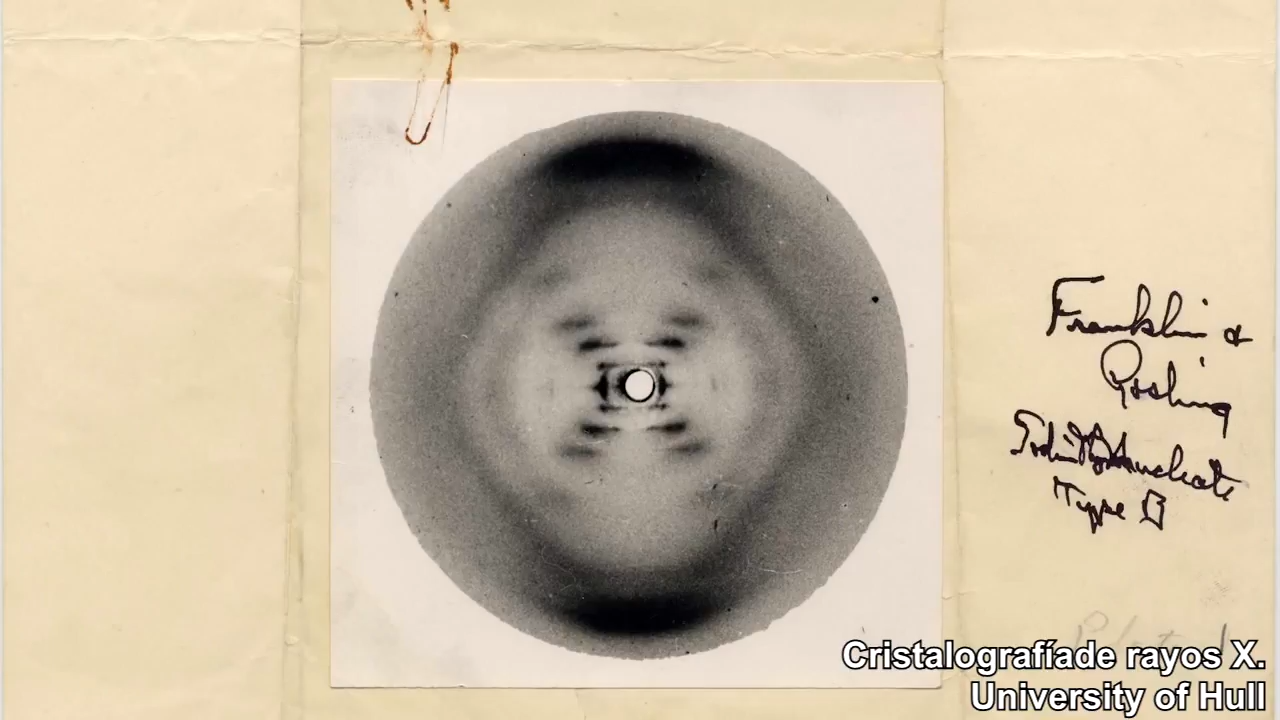 Franklin &
Gosling
Type B
Cristalografíade rayos X.
University of Hull